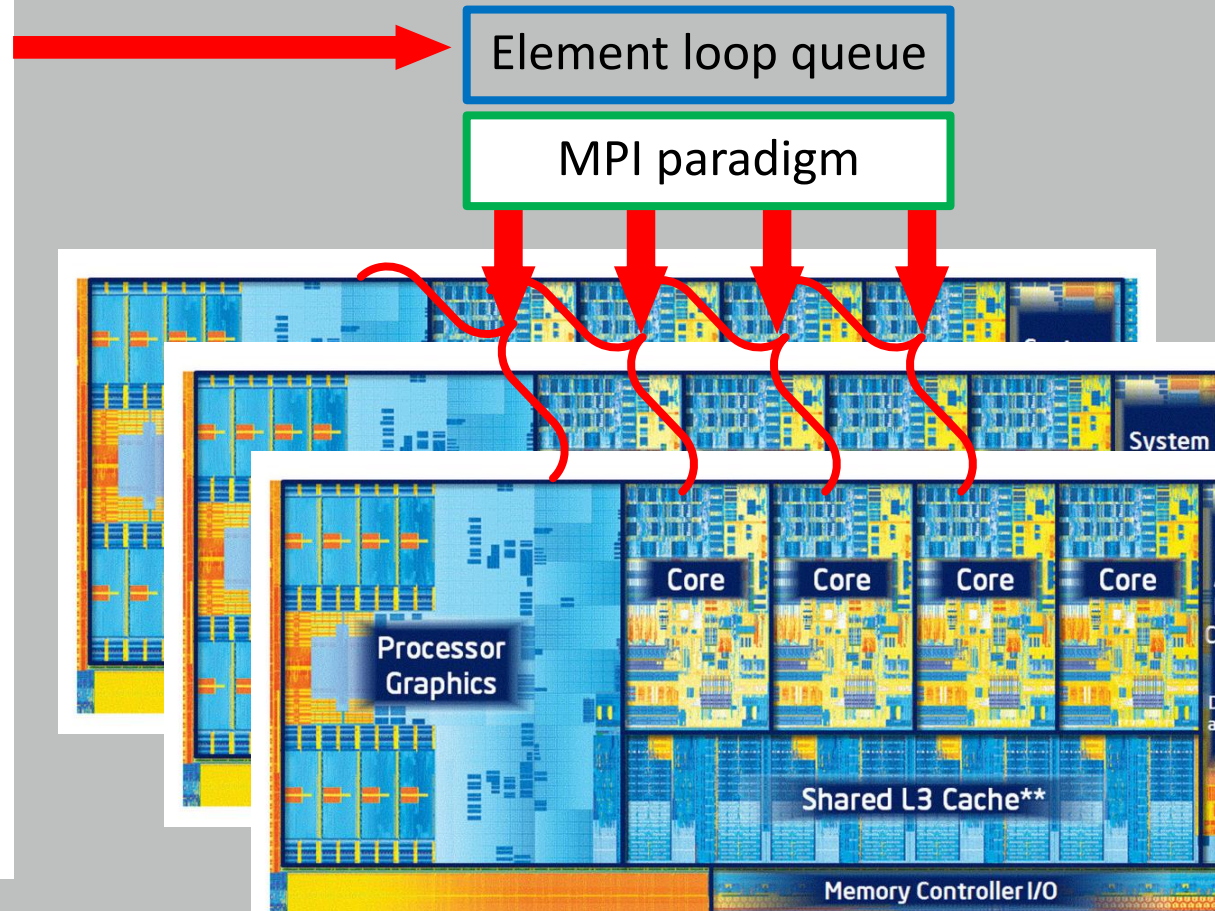 Element loop queue
MPI paradigm
System
Core
Core
Core
Core
Processor
Graphics
Shared L3 Cache**
Memory Controller I/O